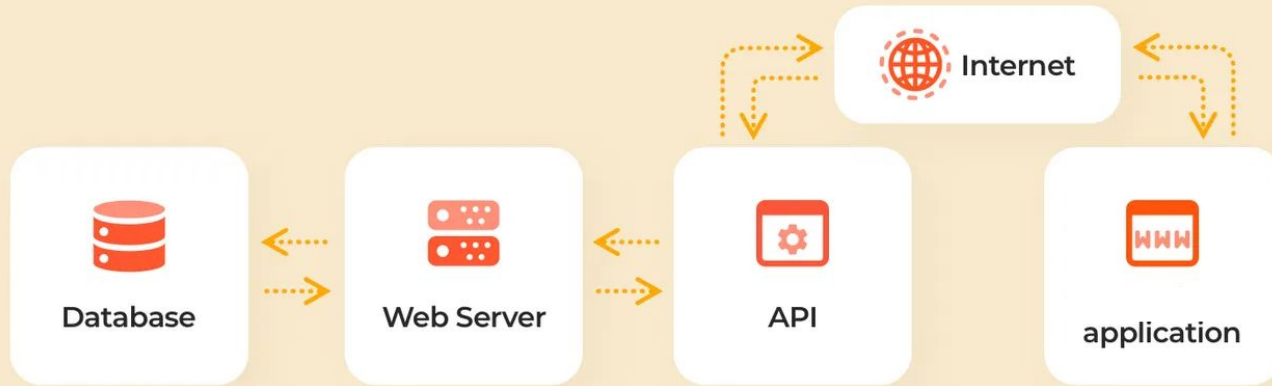 Internet
Database
Web Server
API
WWW
application